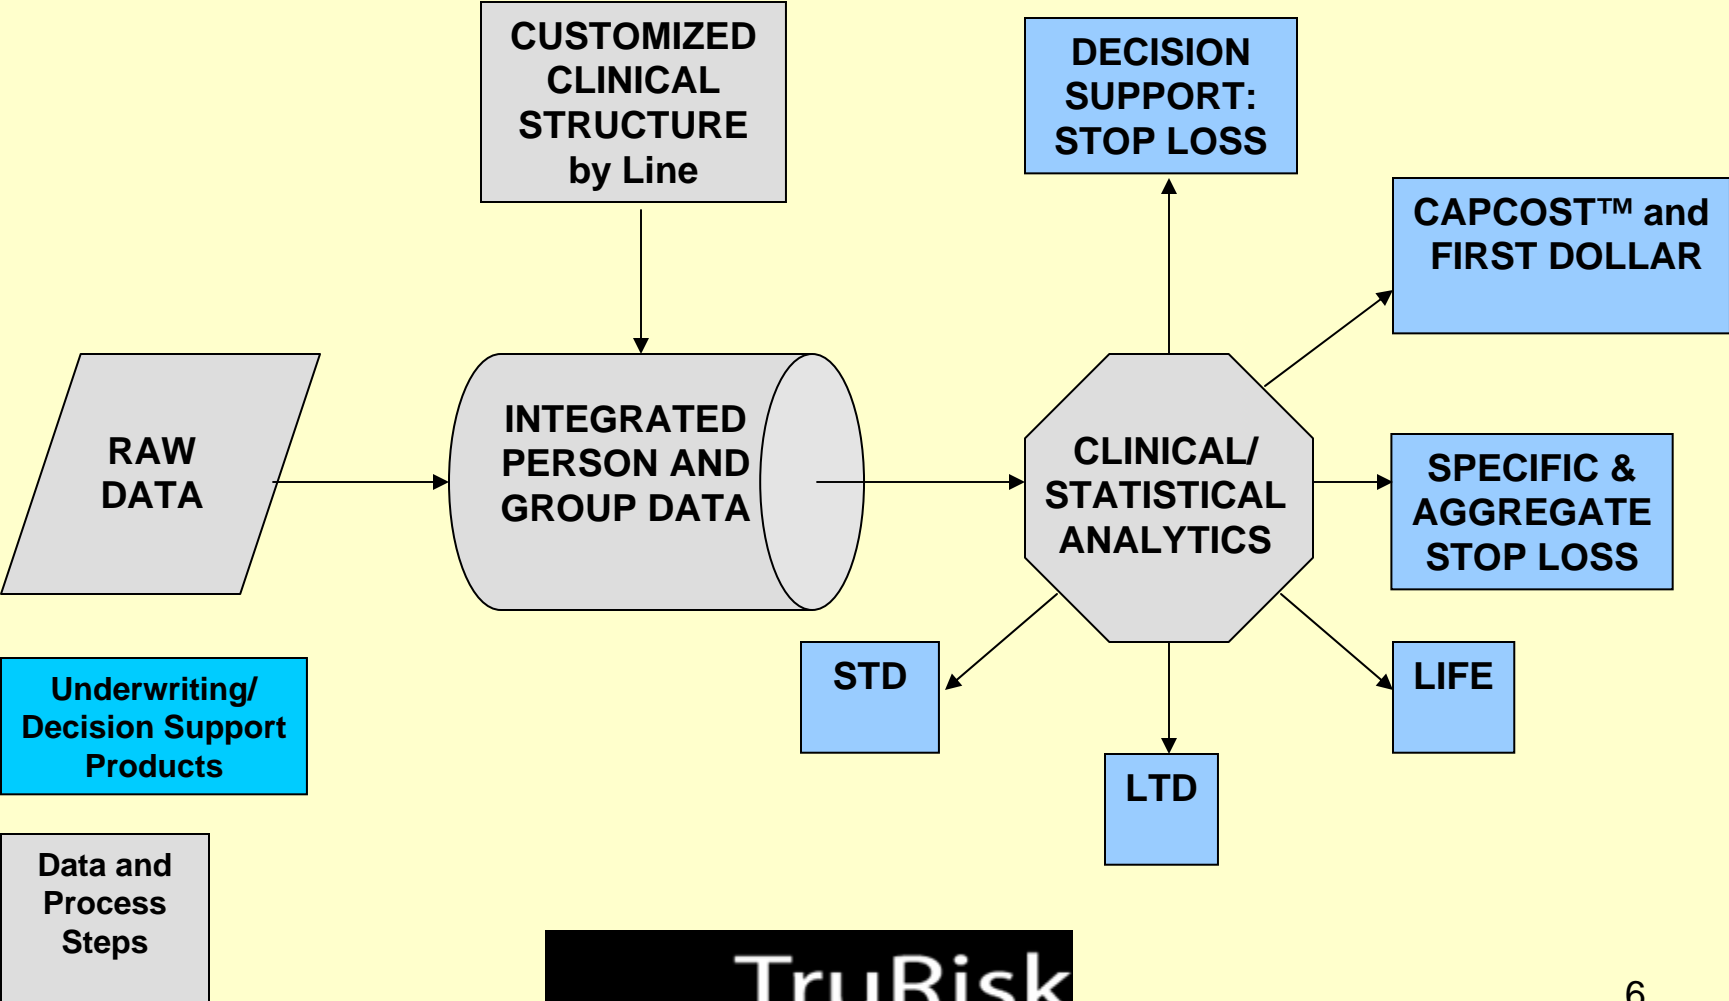 CUSTOMIZED
CLINICAL
STRUCTURE
by Line
DECISION
SUPPORT:
STOP LOSS
CAPCOST™ and
FIRST DOLLAR
RAW
DATA
INTEGRATED
PERSON AND
GROUP DATA
CLINICAL/
STATISTICAL
ANALYTICS
SPECIFIC &
AGGREGATE
STOP LOSS
STD
LTD
LIFE
Underwriting/
Decision Support
Products
Data and
Process
Steps
TruRisk
6